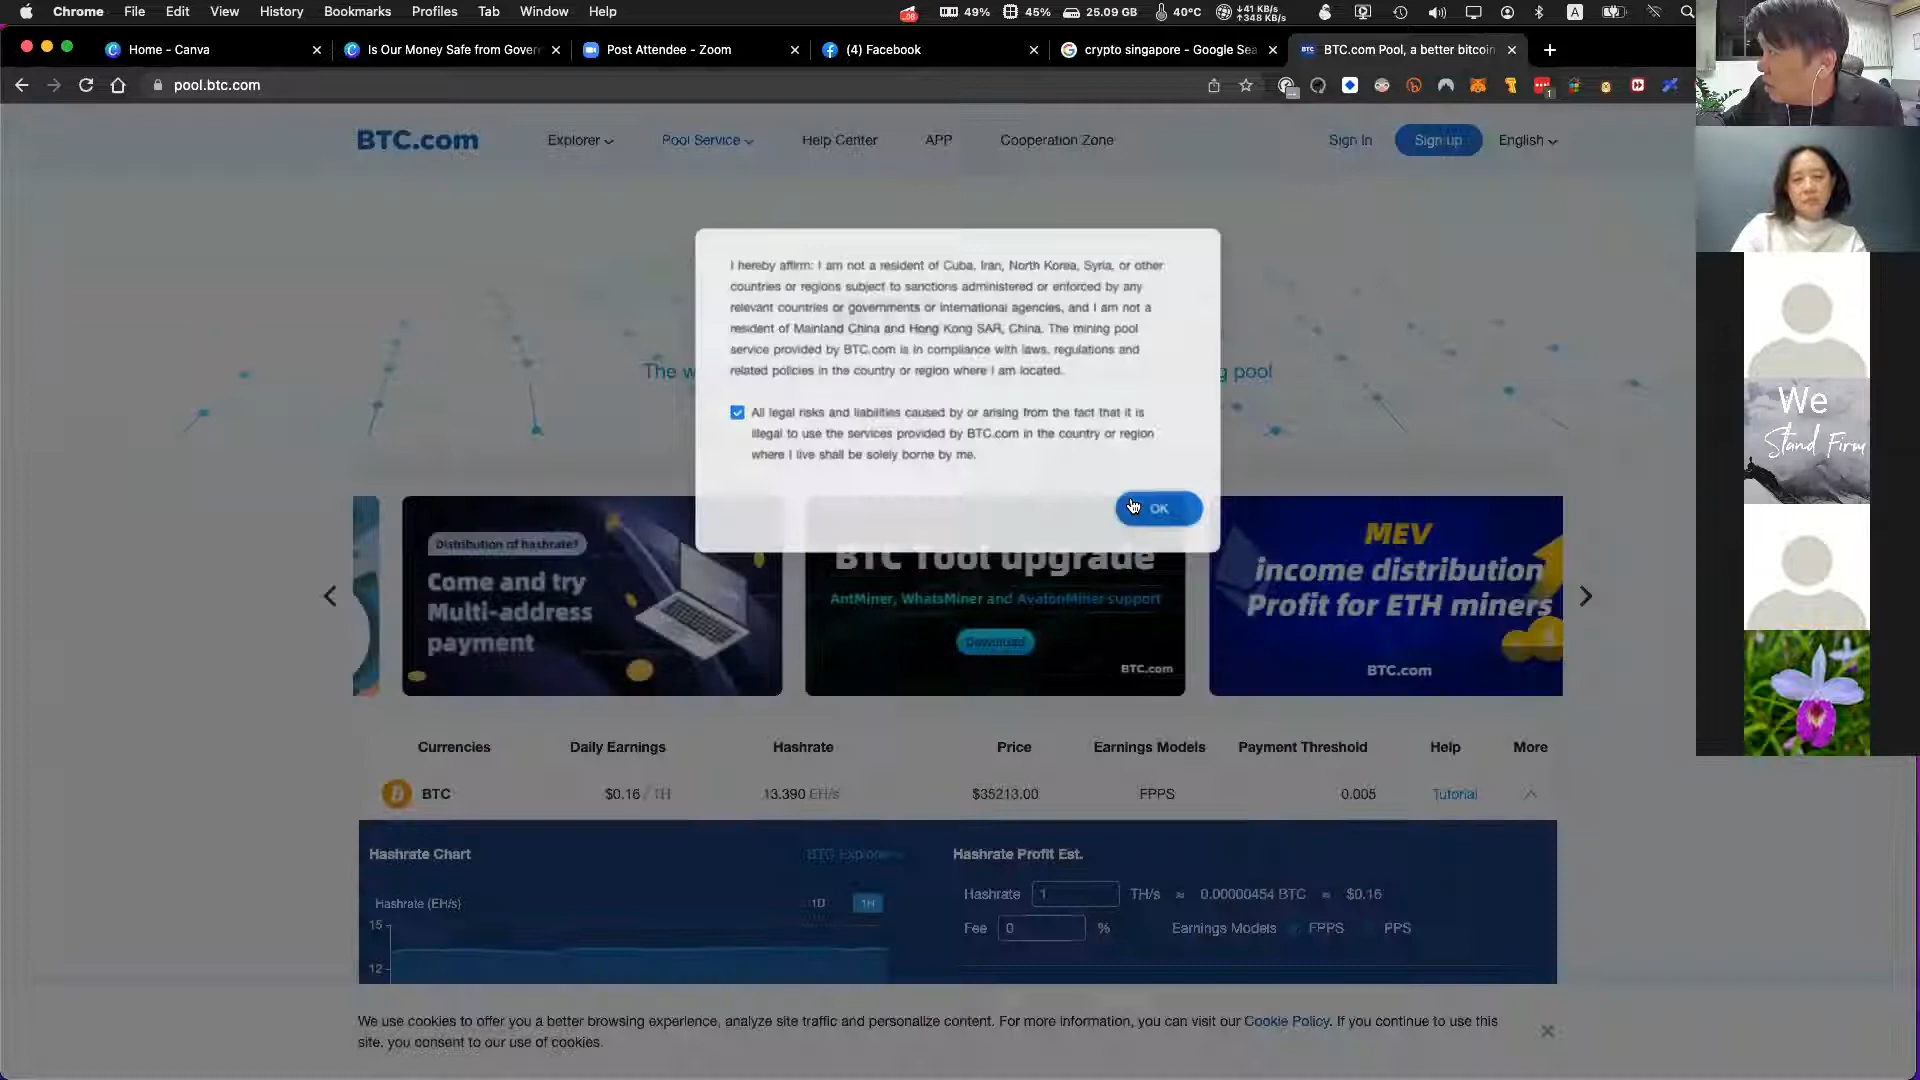 Chrome File Edit View History Bookmarks Profiles Tab Window Help
49% 45% 25.09 GB 40°C ↓41 KB/s ↑348 KB/s A
Home - Canva
Is Our Money Safe from Gover
Post Attendee - Zoom
(4) Facebook
crypto singapore - Google Sea
BTC.com Pool, a better bitcoin
pool.btc.com
BTC.com Explorer Pool Service Help Center APP Cooperation Zone Sign In Sign up English
I hereby affirm: I am not a resident of Cuba, Iran, North Korea, Syria, or other
countries or regions subject to sanctions administered or enforced by any
relevant countries or governments or international agencies, and I am not a
resident of Mainland China and Hong Kong SAR, China. The mining pool
service provided by BTC.com is in compliance with laws, regulations and
related policies in the country or region where I am located.
The w
g pool
All legal risks and liabilities caused by or arising from the fact that it is
illegal to use the services provided by BTC.com in the country or region
where I live shall be solely borne by me.
OK
Distribution of hashrate?
Come and try
Multi-address
payment
BTC Tool upgrade
AntMiner, WhatsMiner and AvalonMiner support
Download
BTC.com
MEV
income distribution
Profit for ETH miners
BTC.com
We
Stand Firm
Currencies Daily Earnings Hashrate Price Earnings Models Payment Threshold Help More
BTC $0.16 / TH 13.390 EH/s $35213.00 FPPS 0.005 Tutorial
Hashrate Chart BTC Explorer
Hashrate (EH/s) 1D 1H
15
12
Hashrate Profit Est.
Hashrate 1 TH/s ≈ 0.00000454 BTC ≈ $0.16
Fee 0 % Earnings Models FPPS PPS
We use cookies to offer you a better browsing experience, analyze site traffic and personalize content. For more information, you can visit our Cookie Policy. If you continue to use this
site, you consent to our use of cookies.